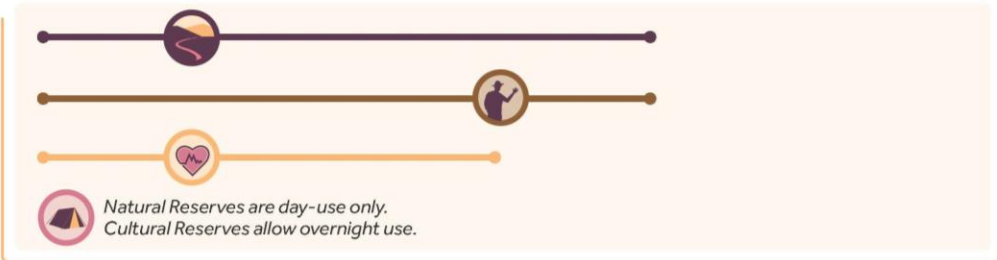 Natural Reserves are day-use only.
Cultural Reserves allow overnight use.